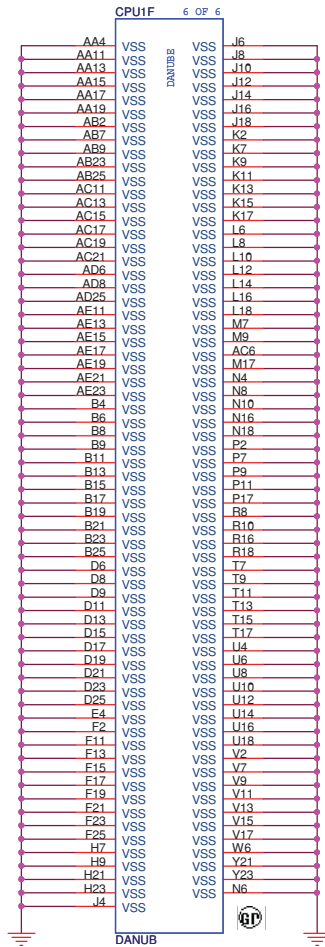 CPU1F 6 OF 6
DANUBE
AA4 VSS VSS J6
AA11 VSS VSS J8
AA13 VSS VSS J10
AA15 VSS VSS J12
AA17 VSS VSS J14
AA19 VSS VSS J16
AB2 VSS VSS J18
AB7 VSS VSS K2
AB9 VSS VSS K7
AB23 VSS VSS K9
AB25 VSS VSS K11
AC11 VSS VSS K13
AC13 VSS VSS K15
AC15 VSS VSS K17
AC17 VSS VSS L6
AC19 VSS VSS L8
AC21 VSS VSS L10
AD6 VSS VSS L12
AD8 VSS VSS L14
AD25 VSS VSS L16
AE11 VSS VSS L18
AE13 VSS VSS M7
AE15 VSS VSS M9
AE17 VSS VSS AC6
AE19 VSS VSS M17
AE21 VSS VSS N4
AE23 VSS VSS N8
B4 VSS VSS N10
B6 VSS VSS N16
B8 VSS VSS N18
B9 VSS VSS P2
B11 VSS VSS P7
B13 VSS VSS P9
B15 VSS VSS P11
B17 VSS VSS P17
B19 VSS VSS R8
B21 VSS VSS R10
B23 VSS VSS R16
B25 VSS VSS R18
D6 VSS VSS T7
D8 VSS VSS T9
D9 VSS VSS T11
D11 VSS VSS T13
D13 VSS VSS T15
D15 VSS VSS T17
D17 VSS VSS U4
D19 VSS VSS U6
D21 VSS VSS U8
D23 VSS VSS U10
D25 VSS VSS U12
E4 VSS VSS U14
F2 VSS VSS U16
F11 VSS VSS U18
F13 VSS VSS V2
F15 VSS VSS V7
F17 VSS VSS V9
F19 VSS VSS V11
F21 VSS VSS V13
F23 VSS VSS V15
F25 VSS VSS V17
H7 VSS VSS W6
H9 VSS VSS Y21
H21 VSS VSS Y23
H23 VSS VSS N6
J4 VSS
DANUB